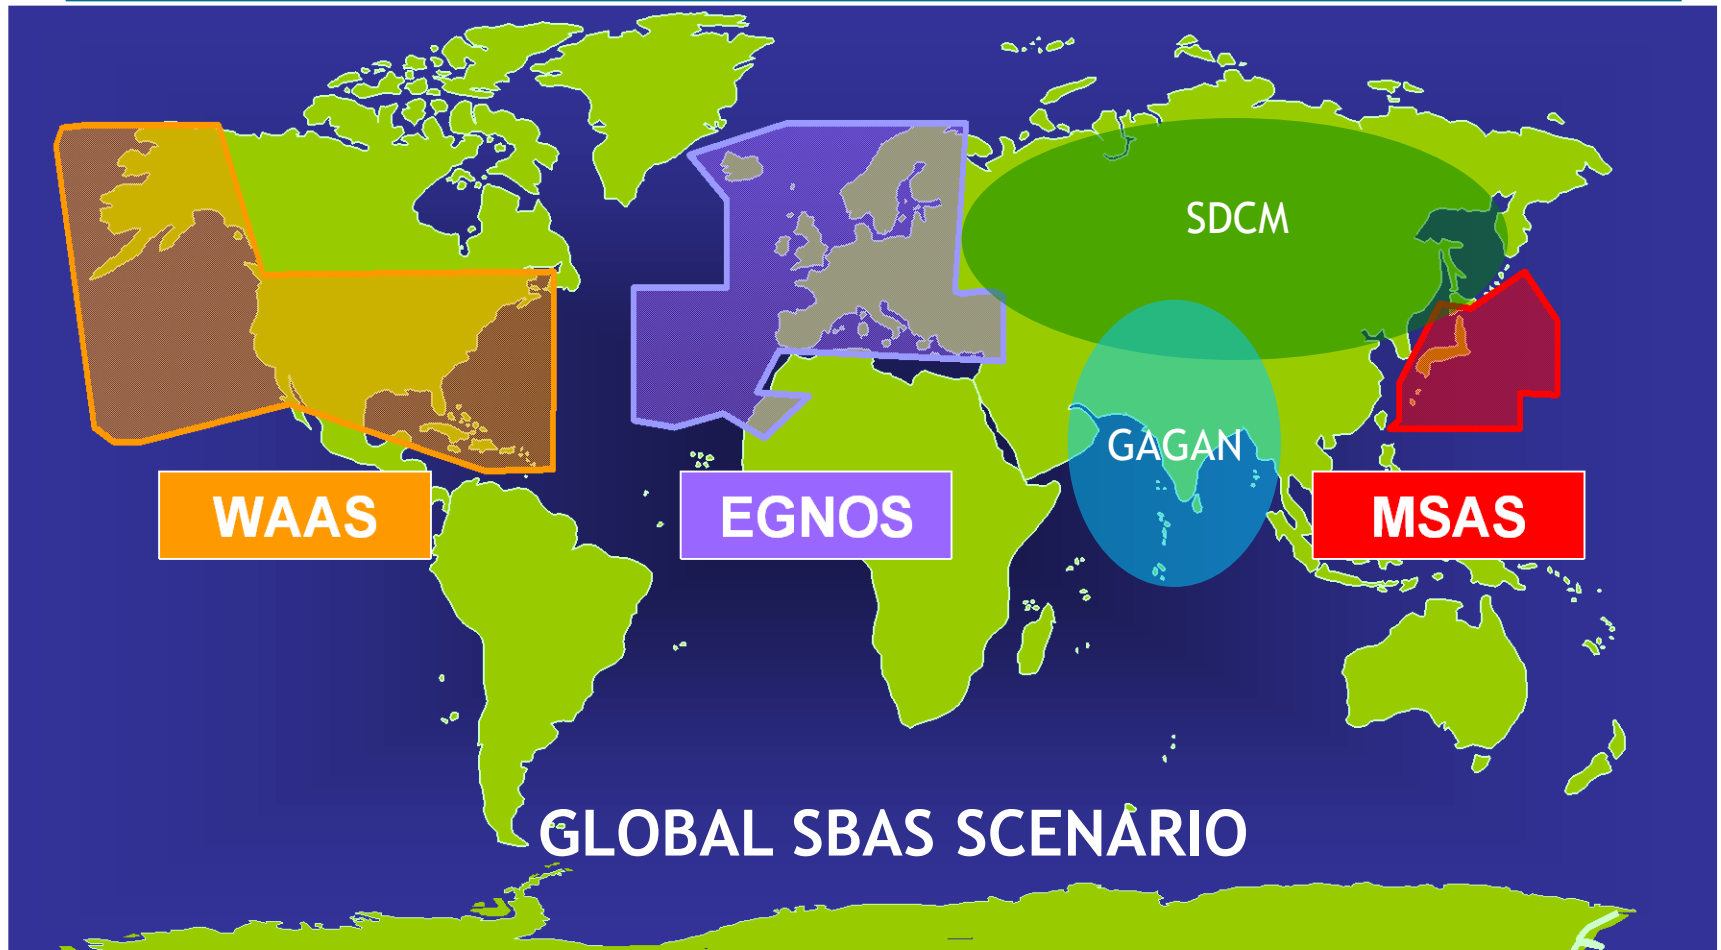 SDCM
GAGAN
WAAS
EGNOS
MSAS
GLOBAL SBAS SCENARIO